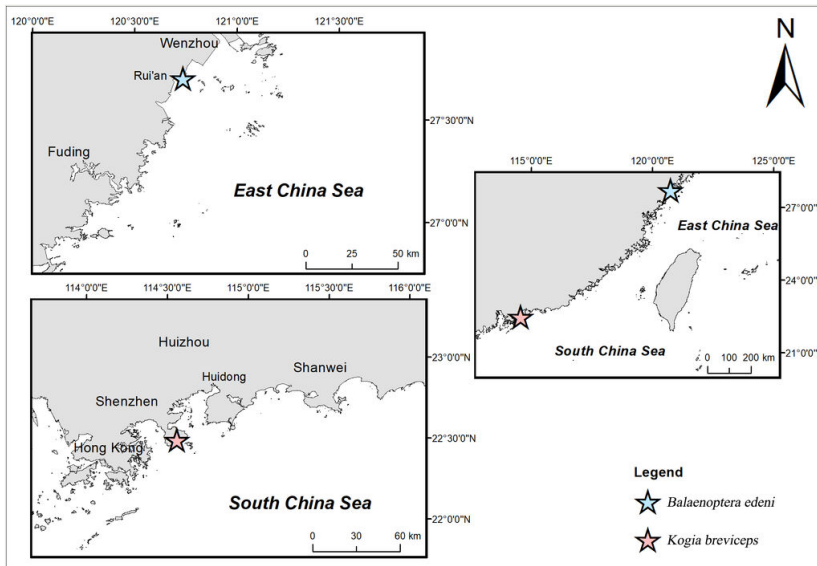 120°0'0"E 120°30'0"E 121°0'0"E 121°30'0"E
Wenzhou
Rui'an
Fuding
East China Sea
27°30'0"N
27°0'0"N
0 25 50 km
N
115°0'0"E 120°0'0"E 125°0'0"E
East China Sea
South China Sea
27°0'0"N
24°0'0"N
21°0'0"N
0 100 200 km
114°0'0"E 114°30'0"E 115°0'0"E 115°30'0"E 116°0'0"E
Huizhou
Huidong
Shanwei
Shenzhen
Hong Kong
South China Sea
23°0'0"N
22°30'0"N
22°0'0"N
0 30 60 km
Legend
Balaenoptera edeni
Kogia breviceps